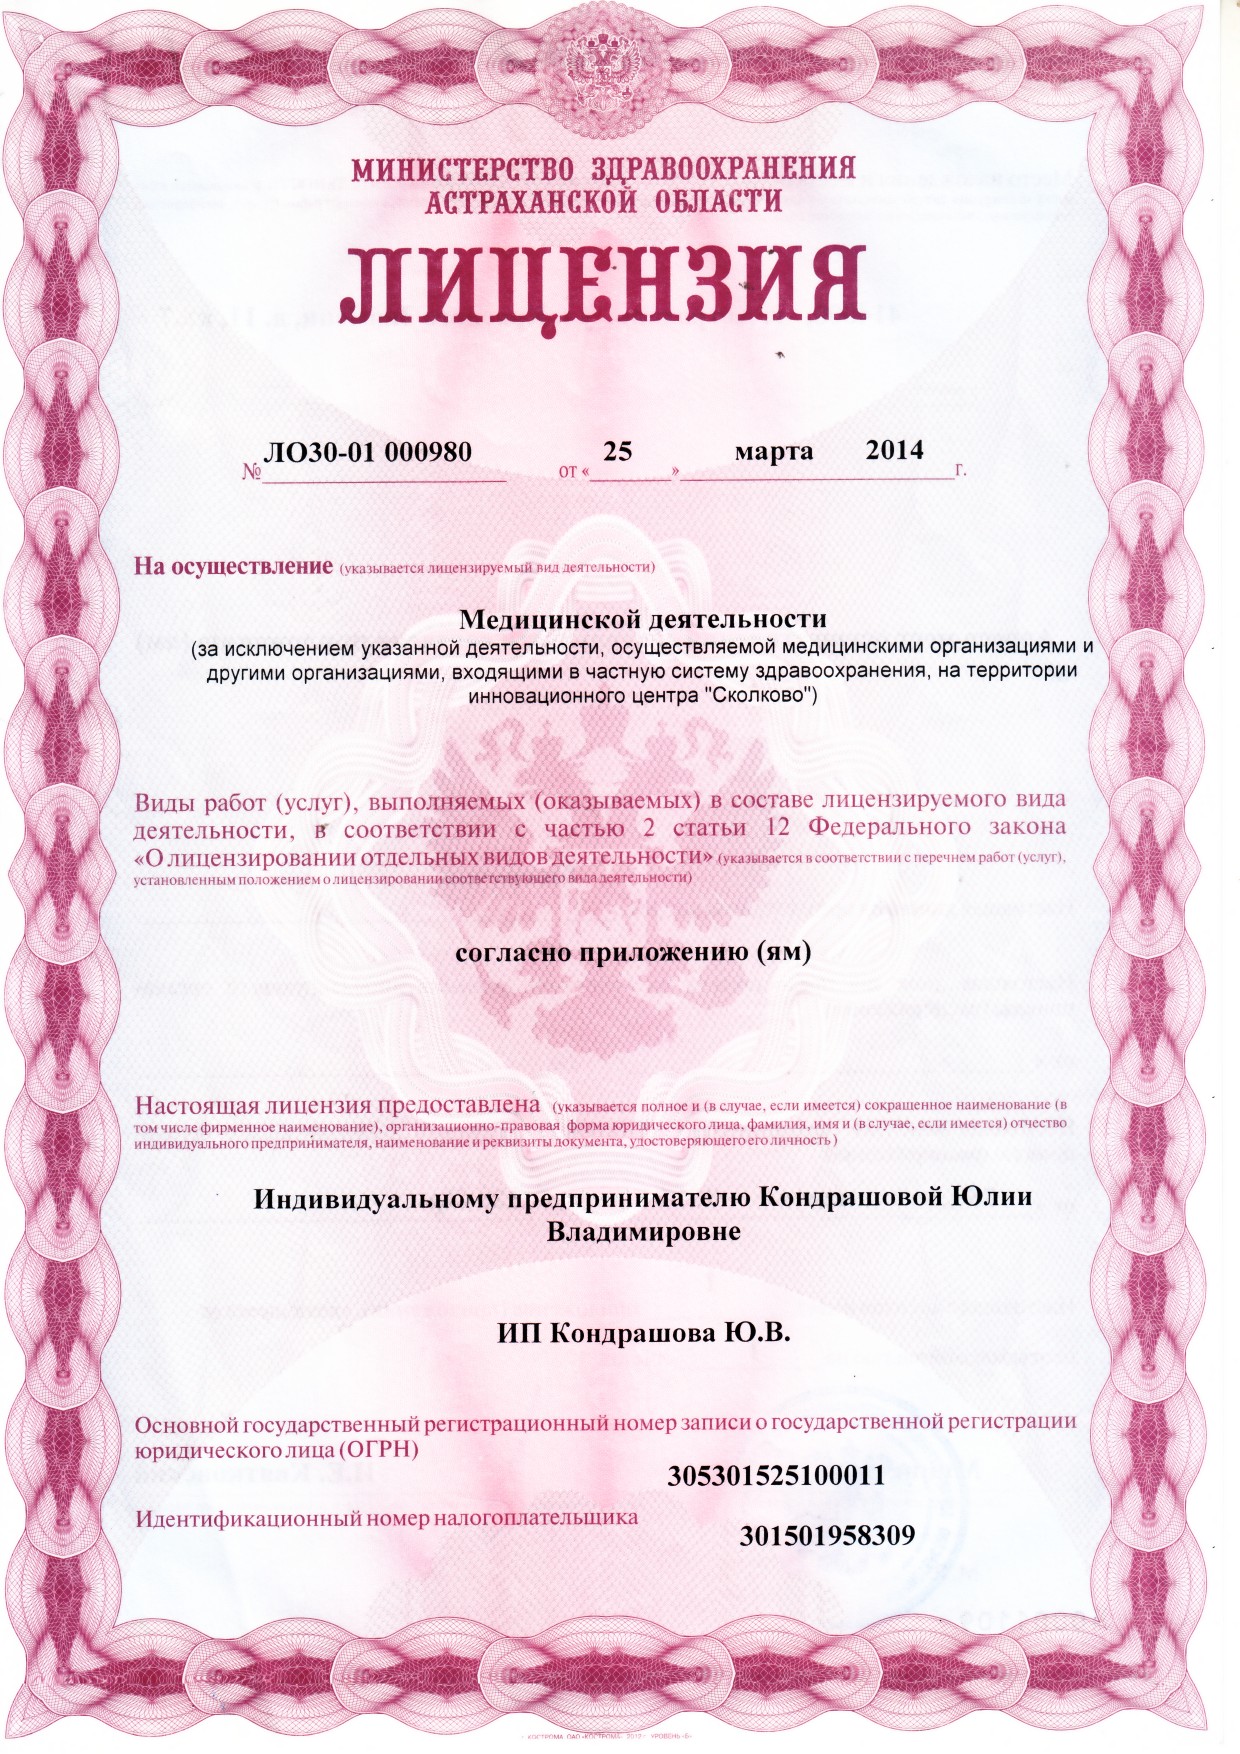 МИНИСТЕРСТВО ЗДРАВООХРАНЕНИЯ
АСТРАХАНСКОЙ ОБЛАСТИ
ЛИЦЕНЗИЯ
№ ЛО30-01 000980 от « 25 » марта 2014 г.
На осуществление (указывается лицензируемый вид деятельности)
Медицинской деятельности
(за исключением указанной деятельности, осуществляемой медицинскими организациями и
другими организациями, входящими в частную систему здравоохранения, на территории
инновационного центра "Сколково")
Виды работ (услуг), выполняемых (оказываемых) в составе лицензируемого вида
деятельности, в соответствии с частью 2 статьи 12 Федерального закона
«О лицензировании отдельных видов деятельности» (указывается в соответствии с перечнем работ (услуг),
установленным положением о лицензировании соответствующего вида деятельности)
согласно приложению (ям)
Настоящая лицензия предоставлена (указывается полное и (в случае, если имеется) сокращенное наименование (в
том числе фирменное наименование), организационно-правовая форма юридического лица, фамилия, имя и (в случае, если имеется) отчество
индивидуального предпринимателя, наименование и реквизиты документа, удостоверяющего его личность)
Индивидуальному предпринимателю Кондрашовой Юлии
Владимировне
ИП Кондрашова Ю.В.
Основной государственный регистрационный номер записи о государственной регистрации
юридического лица (ОГРН)
305301525100011
Идентификационный номер налогоплательщика
301501958309